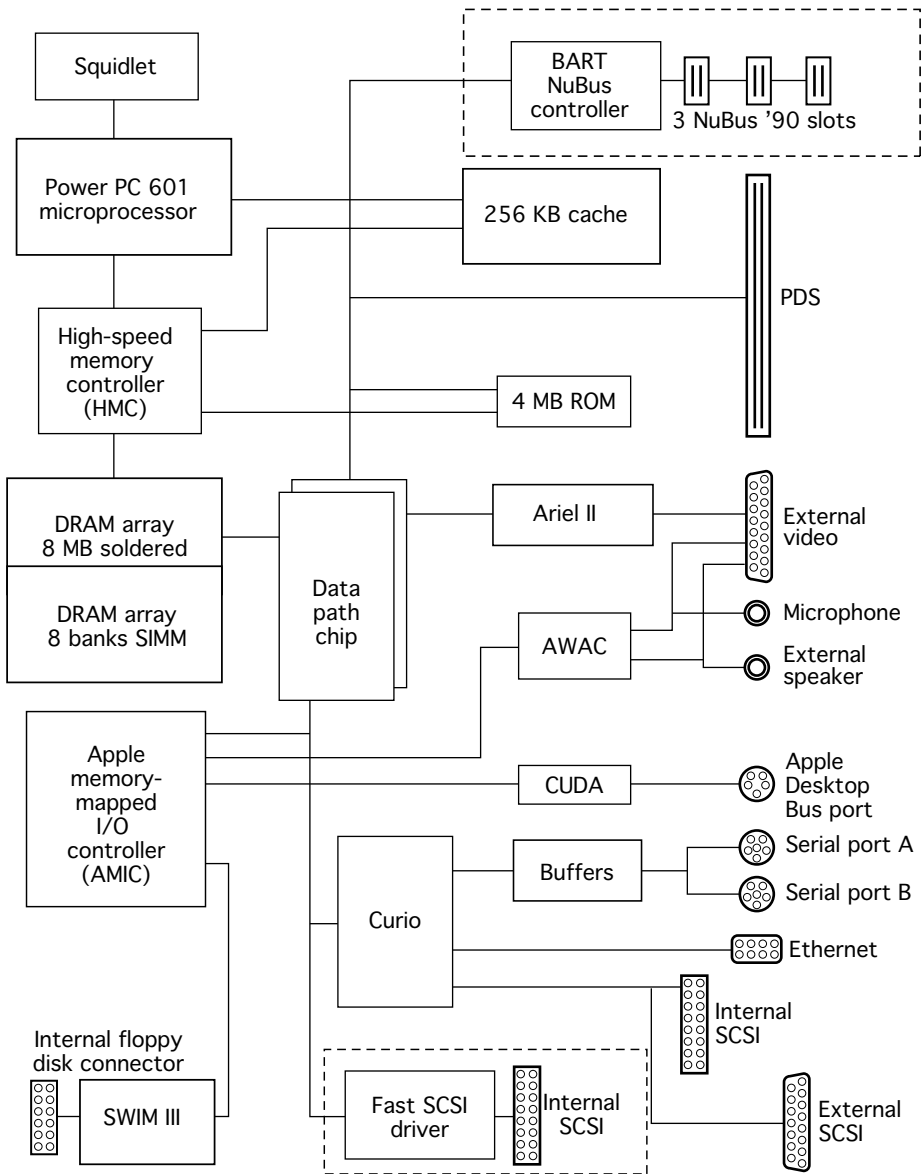 Squidlet
BART
NuBus
controller
3 NuBus ’90 slots
Power PC 601
microprocessor
256 KB cache
PDS
High-speed
memory
controller
(HMC)
4 MB ROM
DRAM array
8 MB soldered
DRAM array
8 banks SIMM
Data
path
chip
Ariel II
External
video
Microphone
AWAC
External
speaker
Apple
memory-
mapped
I/O
controller
(AMIC)
CUDA
Apple
Desktop
Bus port
Serial port A
Buffers
Serial port B
Curio
Ethernet
Internal
SCSI
Internal floppy
disk connector
SWIM III
Fast SCSI
driver
Internal
SCSI
External
SCSI